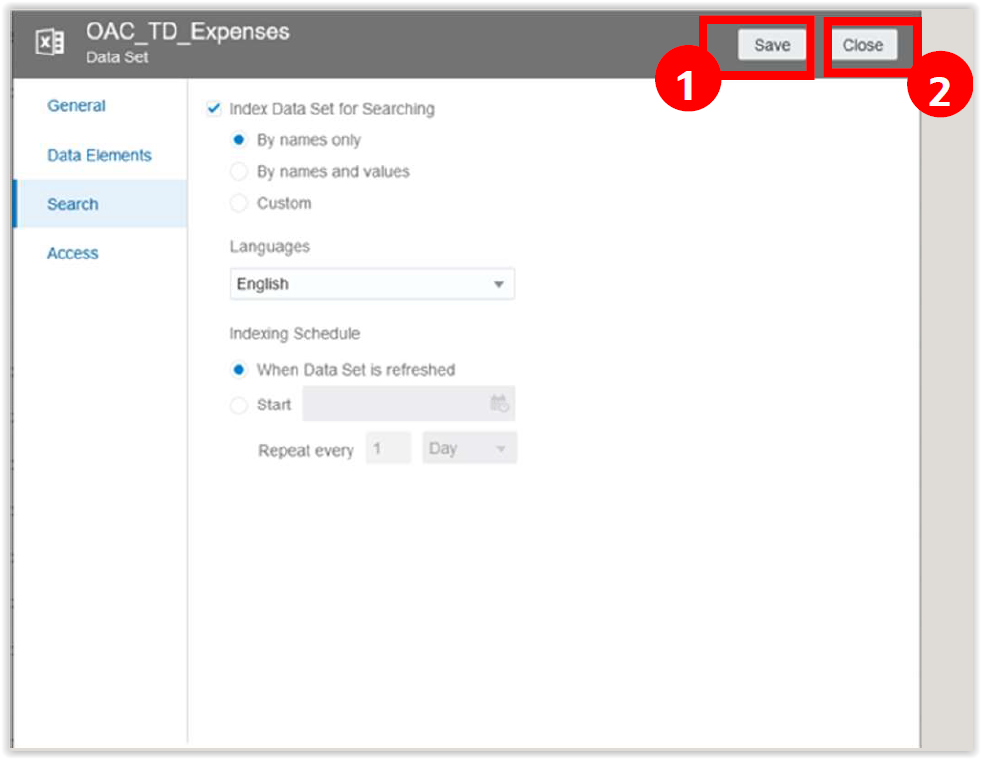 OAC_TD_Expenses
Data Set
Save
Close
1
2
General
Data Elements
Search
Access
Index Data Set for Searching
By names only
By names and values
Custom
Languages
English
Indexing Schedule
When Data Set is refreshed
Start
Repeat every 1 Day